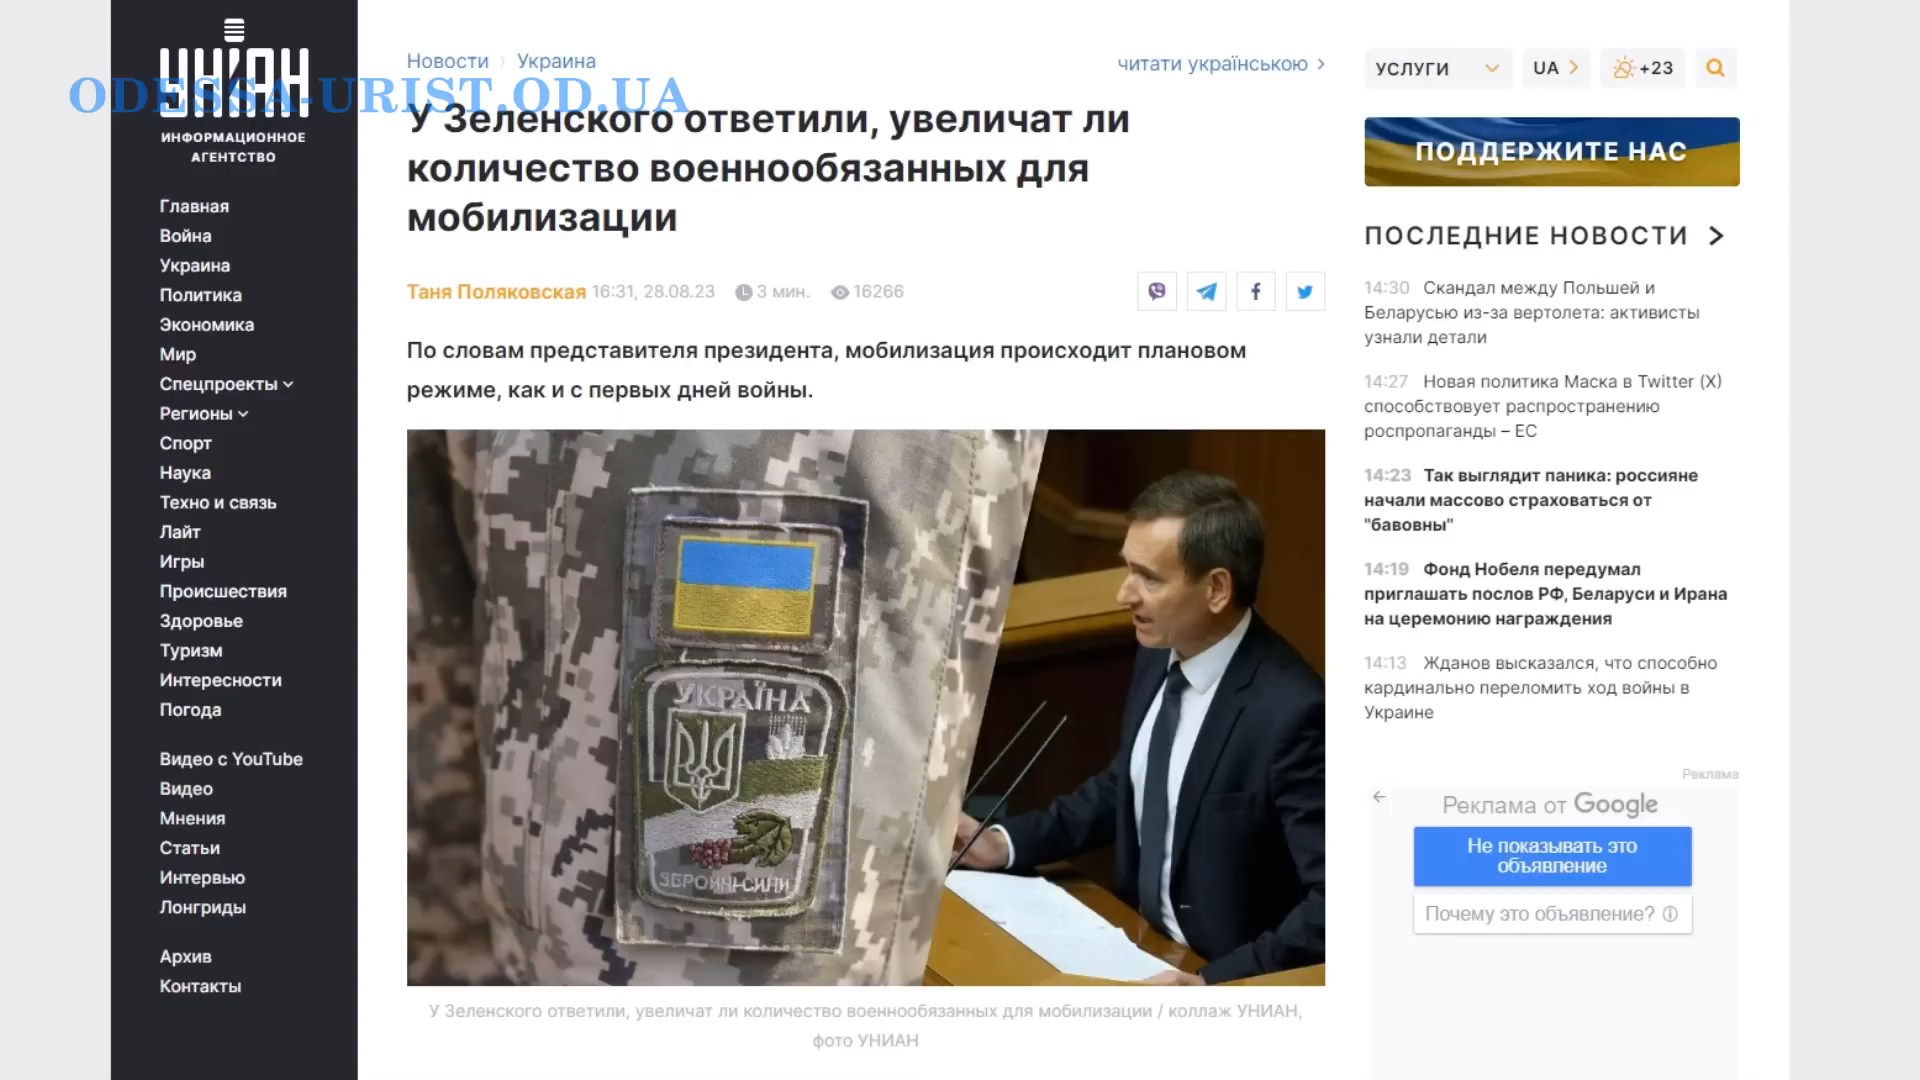 УНИАН
ИНФОРМАЦИОННОЕ
АГЕНТСТВО
ODESSA-URIST.OD.UA
Главная
Война
Украина
Политика
Экономика
Мир
Спецпроекты
Регионы
Спорт
Наука
Техно и связь
Лайт
Игры
Происшествия
Здоровье
Туризм
Интересности
Погода
Видео с YouTube
Видео
Мнения
Статьи
Интервью
Лонгриды
Архив
Контакты
Новости › Украина
читати українською
У Зеленского ответили, увеличат ли
количество военнообязанных для
мобилизации
Таня Поляковская 16:31, 28.08.23 3 мин. 16266
По словам представителя президента, мобилизация происходит плановом
режиме, как и с первых дней войны.
УКРАЇНА
ЗБРОЙНІ СИЛИ
У Зеленского ответили, увеличат ли количество военнообязанных для мобилизации / коллаж УНИАН,
фото УНИАН
УСЛУГИ UA +23
ПОДДЕРЖИТЕ НАС
ПОСЛЕДНИЕ НОВОСТИ
14:30 Скандал между Польшей и
Беларусью из-за вертолета: активисты
узнали детали
14:27 Новая политика Маска в Twitter (X)
способствовует распространению
роспропаганды – ЕС
14:23 Так выглядит паника: россияне
начали массово страховаться от
"бавовны"
14:19 Фонд Нобеля передумал
приглашать послов РФ, Беларуси и Ирана
на церемонию награждения
14:13 Жданов высказался, что способно
кардинально переломить ход войны в
Украине
Реклама
Реклама от Google
Не показывать это
объявление
Почему это объявление?